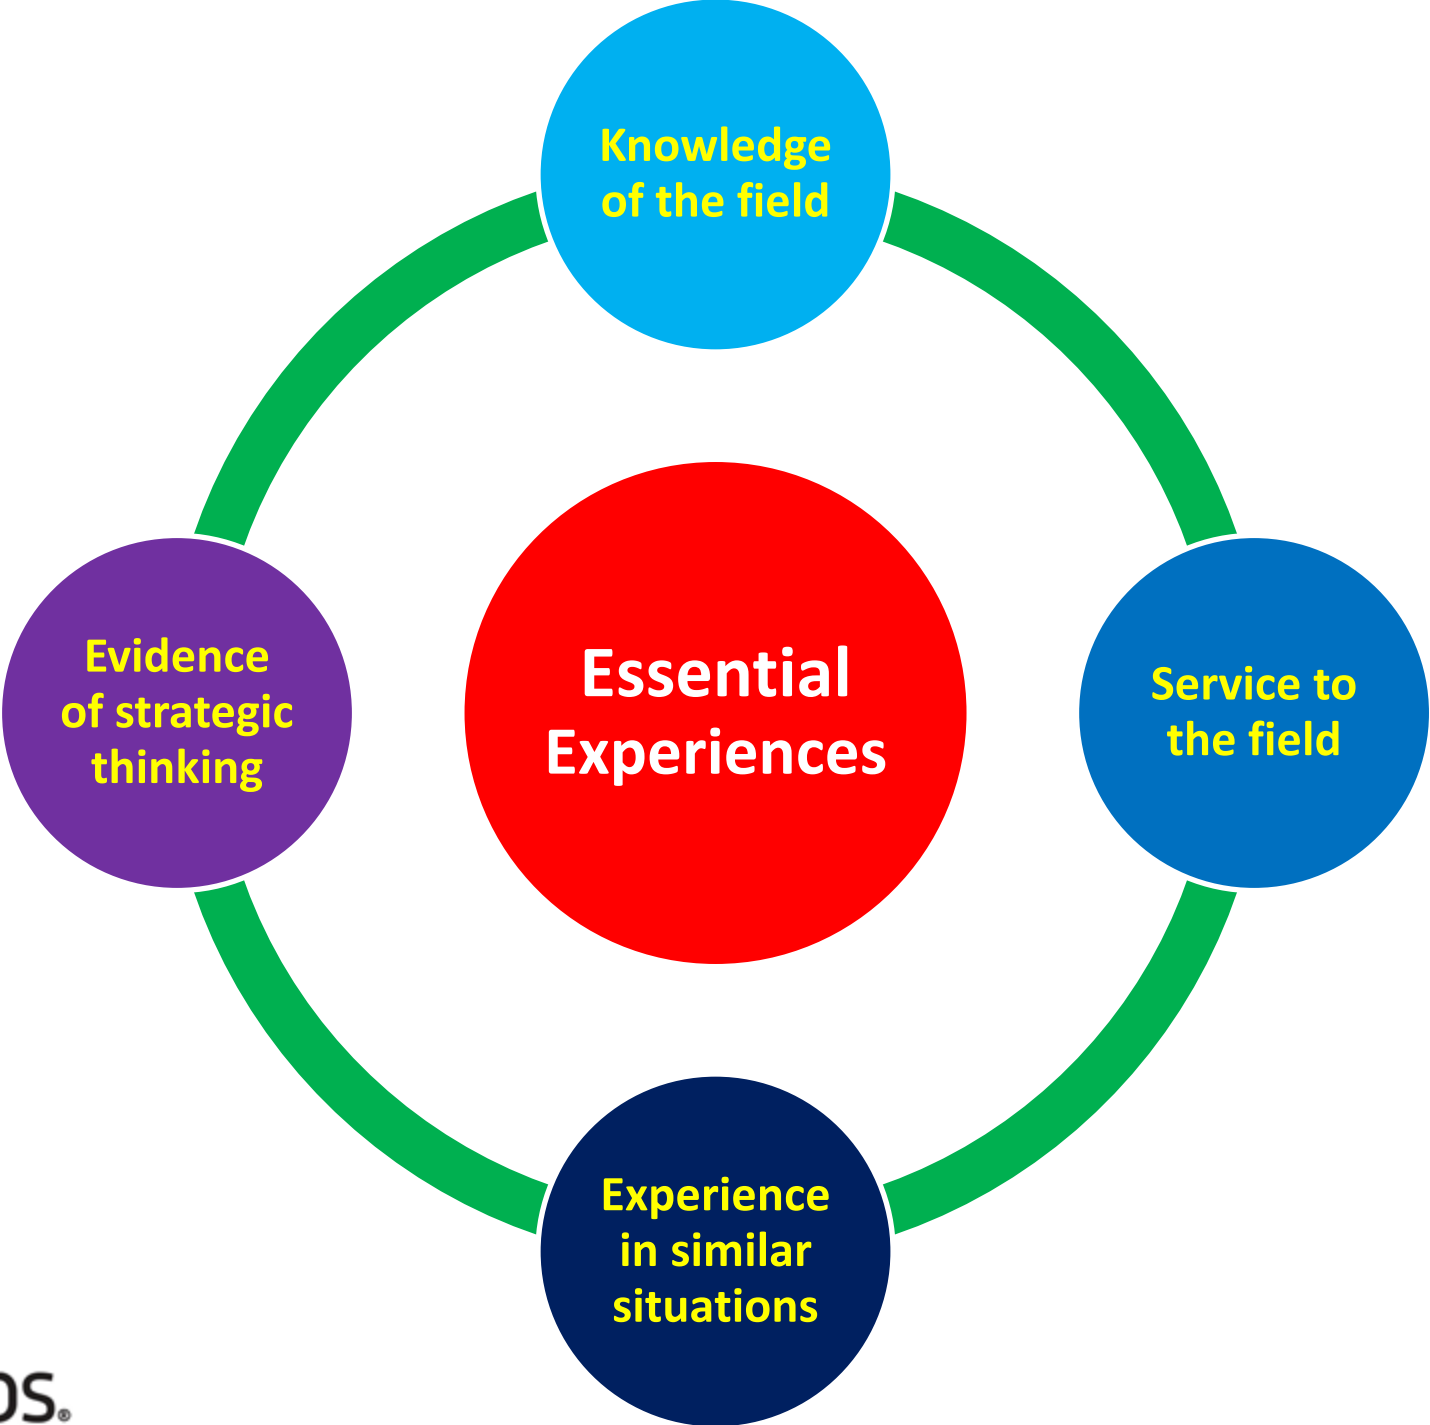 Knowledge
of the field
Evidence
of strategic
thinking
Essential
Experiences
Service to
the field
Experience
in similar
situations